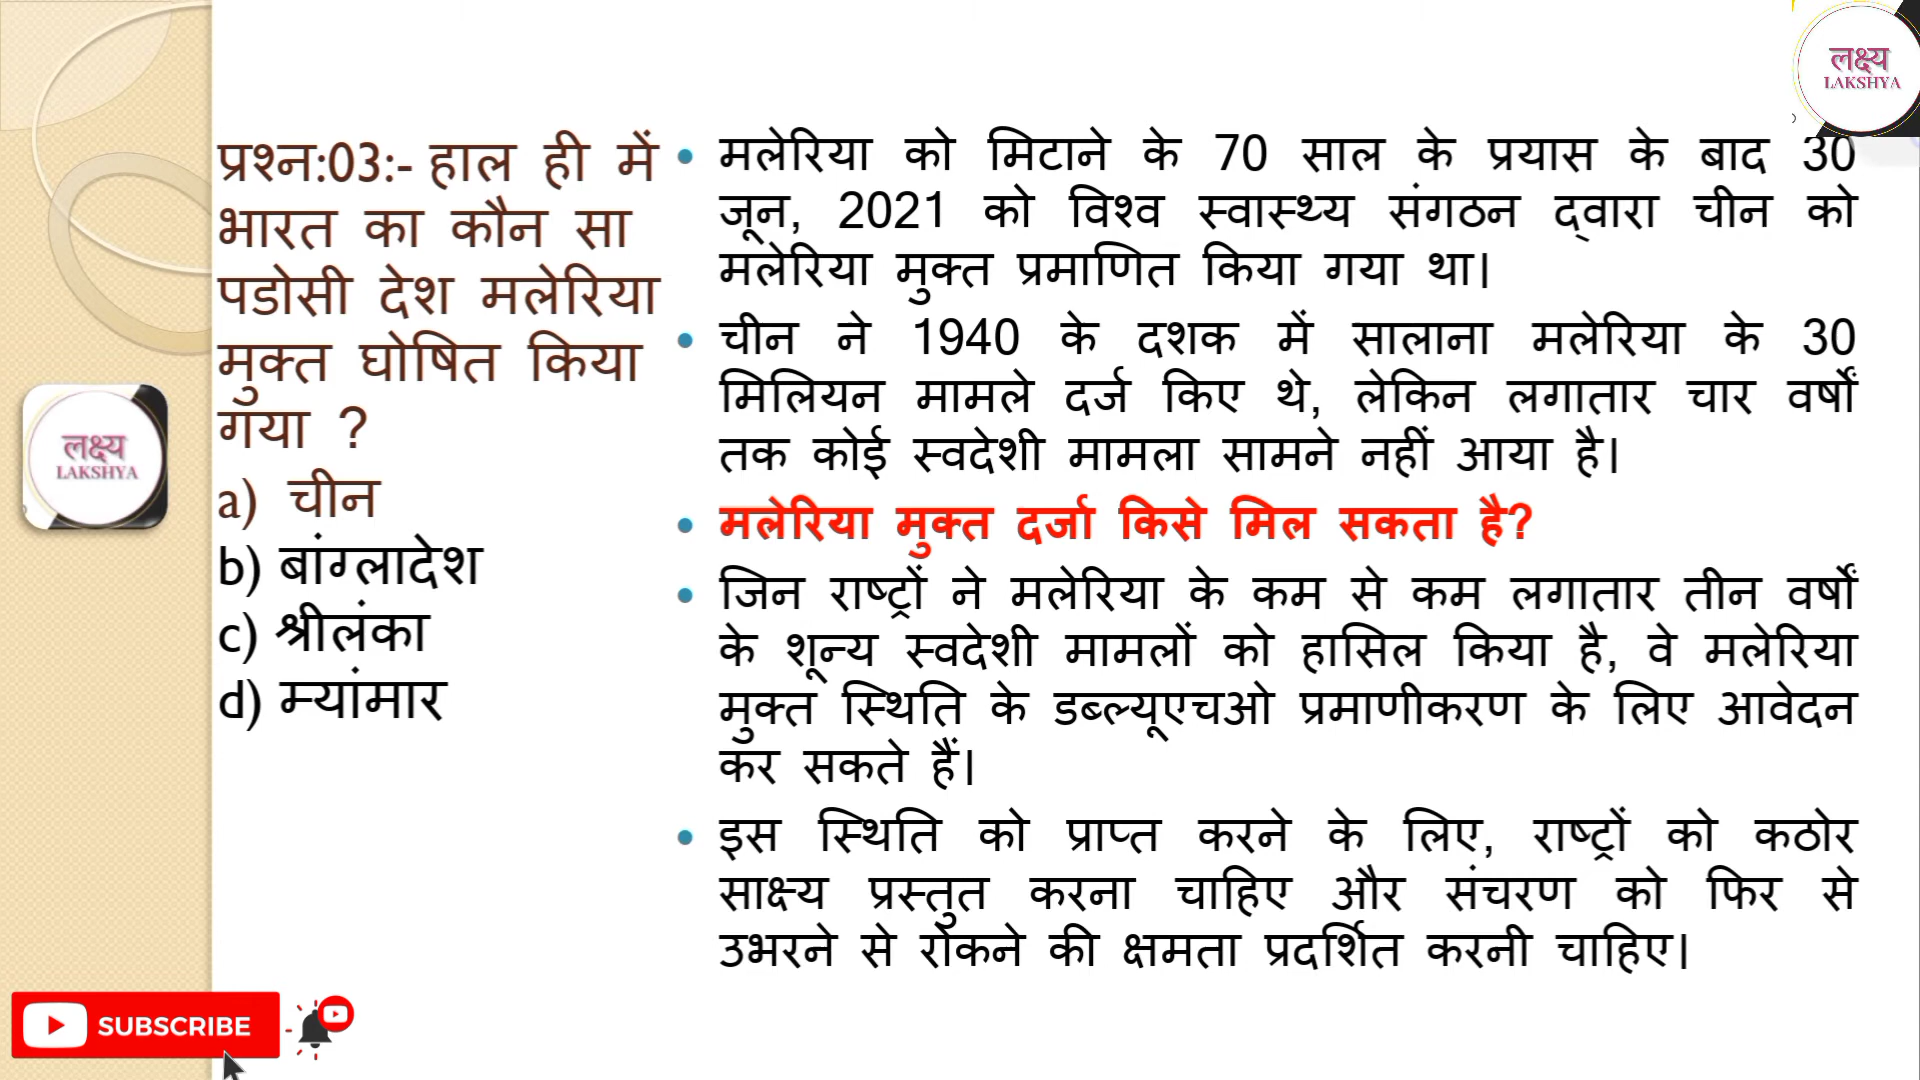 लक्ष्य
LAKSHYA
प्रश्न:03:- हाल ही में
भारत का कौन सा
पडोसी देश मलेरिया
मुक्त घोषित किया
गया ?
a) चीन
b) बांग्लादेश
c) श्रीलंका
d) म्यांमार
मलेरिया को मिटाने के 70 साल के प्रयास के बाद 30
जून, 2021 को विश्व स्वास्थ्य संगठन द्वारा चीन को
मलेरिया मुक्त प्रमाणित किया गया था।
चीन ने 1940 के दशक में सालाना मलेरिया के 30
मिलियन मामले दर्ज किए थे, लेकिन लगातार चार वर्षों
तक कोई स्वदेशी मामला सामने नहीं आया है।
मलेरिया मुक्त दर्जा किसे मिल सकता है?
जिन राष्ट्रों ने मलेरिया के कम से कम लगातार तीन वर्षों
के शून्य स्वदेशी मामलों को हासिल किया है, वे मलेरिया
मुक्त स्थिति के डब्ल्यूएचओ प्रमाणीकरण के लिए आवेदन
कर सकते हैं।
इस स्थिति को प्राप्त करने के लिए, राष्ट्रों को कठोर
साक्ष्य प्रस्तुत करना चाहिए और संचरण को फिर से
उभरने से रोकने की क्षमता प्रदर्शित करनी चाहिए।
लक्ष्य
LAKSHYA
SUBSCRIBE